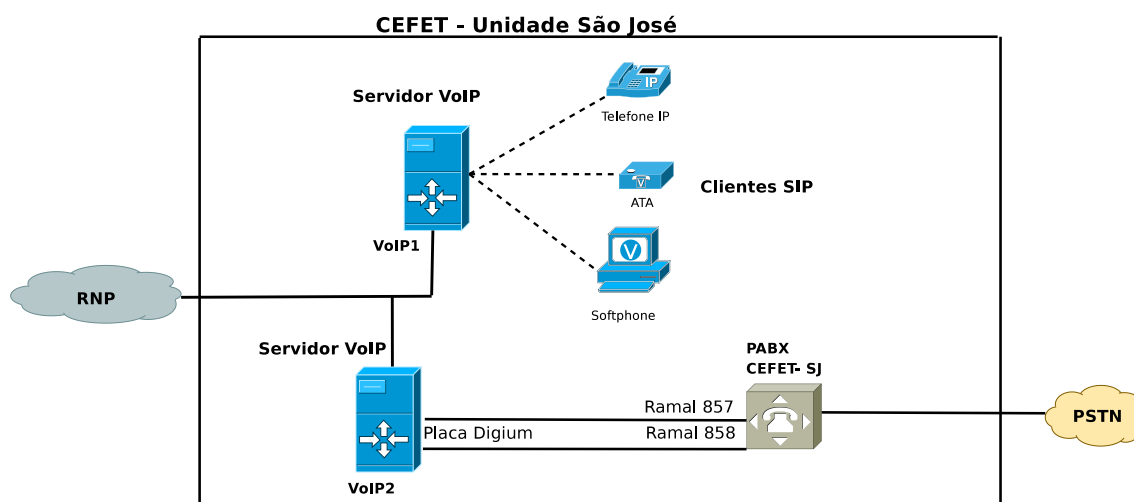 CEFET - Unidade São José
Servidor VoIP
IP
Telefone IP
V
ATA
Clientes SIP
VoIP1
V
Softphone
RNP
Servidor VoIP
PABX
CEFET- SJ
Ramal 857
Placa Digium
Ramal 858
PSTN
VoIP2